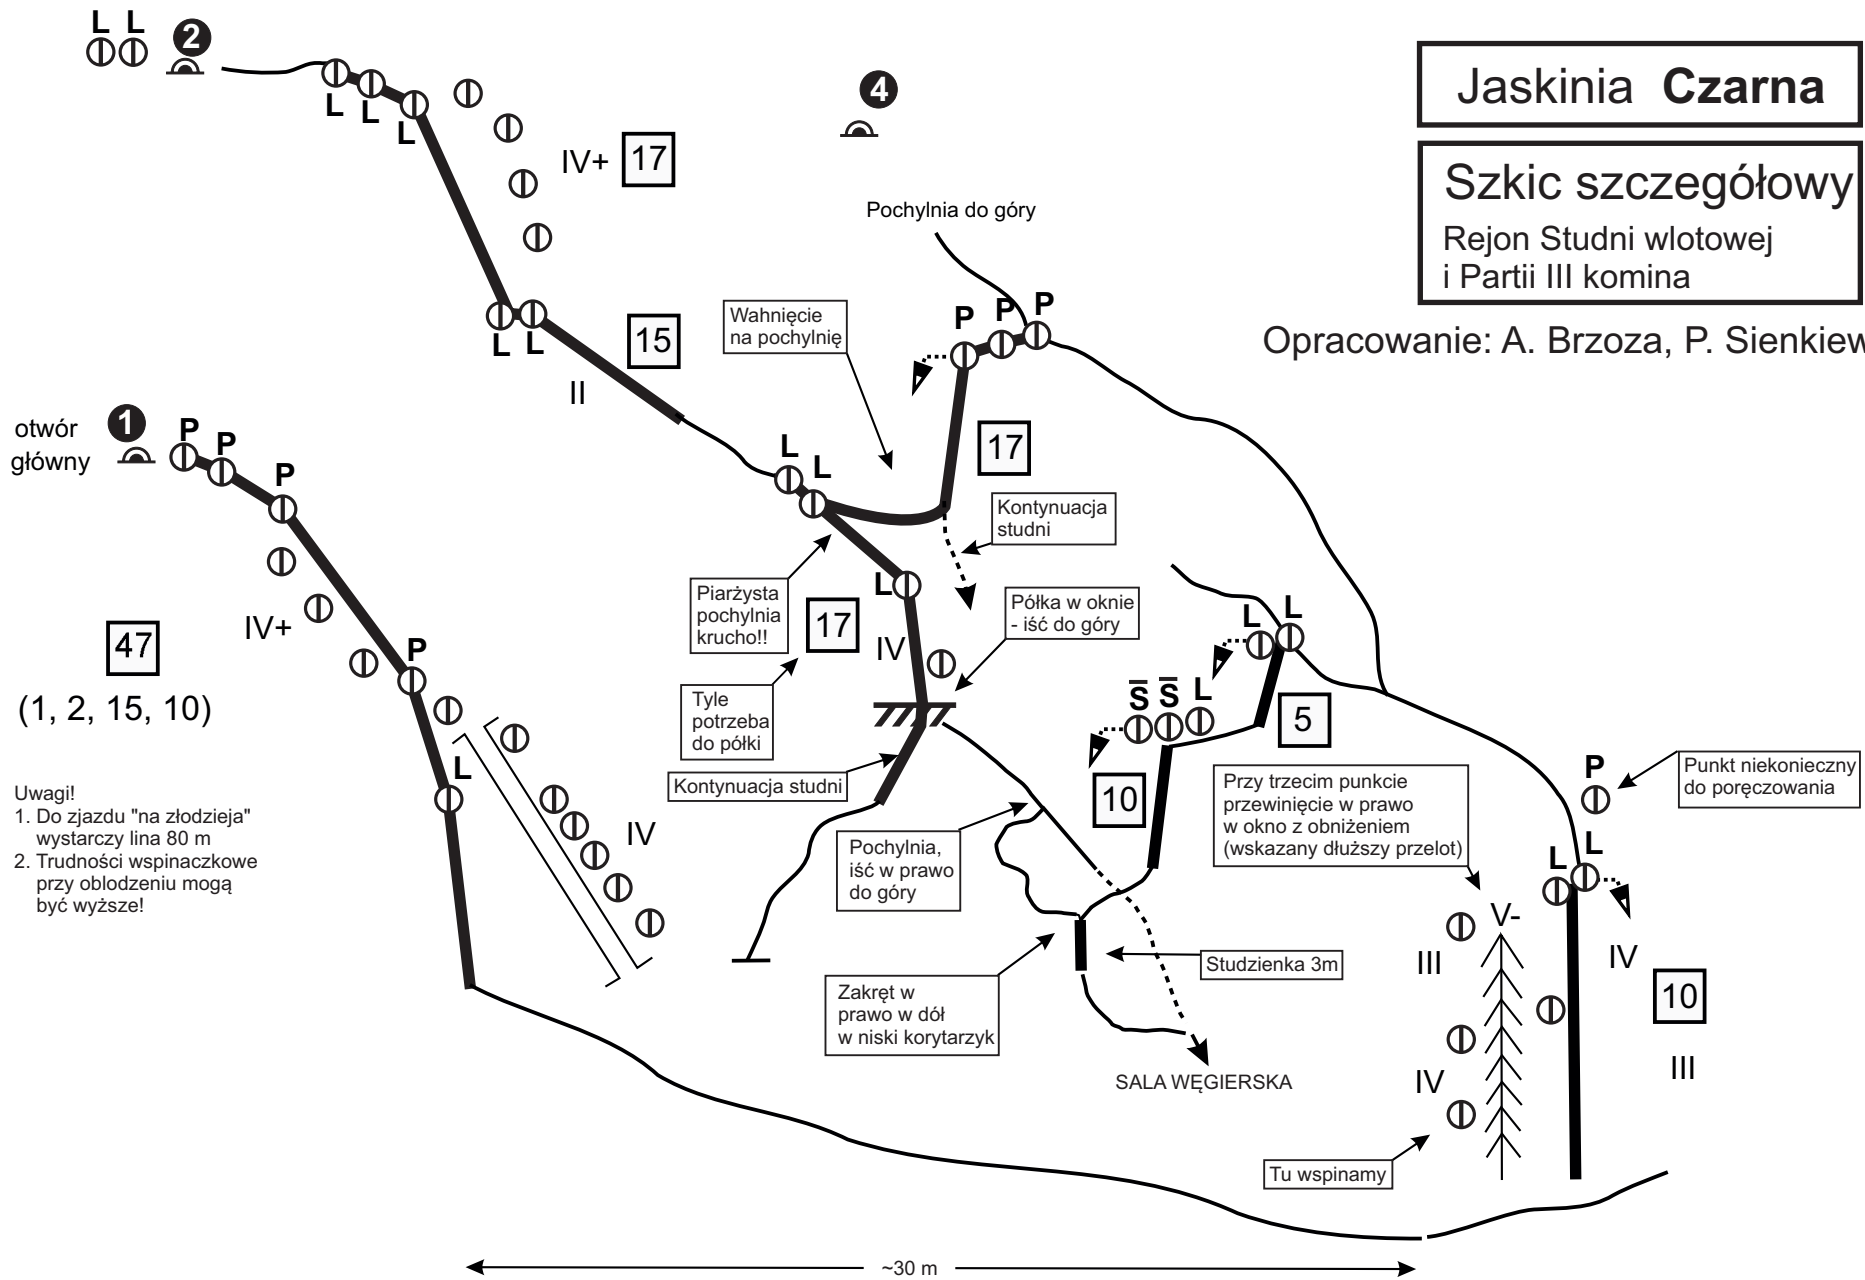 L L
2
L
L
L
IV+ 17
4
Jaskinia Czarna
Szkic szczegółowy
Rejon Studni wlotowej
i Partii III komina
Opracowanie: A. Brzoza, P. Sienkiew
Pochylnia do góry
P P P
Wahnięcie
na pochylnię
15
L L
II
otwór
główny
1
P P
P
17
L
L
Kontynuacja
studni
Piarżysta
pochylnia
krucho!!
17
L
IV
Półka w oknie
- iść do góry
L L
IV+
47
(1, 2, 15, 10)
P
Tyle
potrzeba
do półki
S̄ S̄ L
5
L
Kontynuacja studni
10
Przy trzecim punkcie
przewinięcie w prawo
w okno z obniżeniem
(wskazany dłuższy przelot)
P
Punkt niekonieczny
do poręczowania
Uwagi!
1. Do zjazdu "na złodzieja"
wystarczy lina 80 m
2. Trudności wspinaczkowe
przy oblodzeniu mogą
być wyższe!
IV
Pochylnia,
iść w prawo
do góry
L L
V-
III
IV
10
III
Studzienka 3m
Zakręt w
prawo w dół
w niski korytarzyk
SALA WĘGIERSKA
IV
Tu wspinamy
~30 m